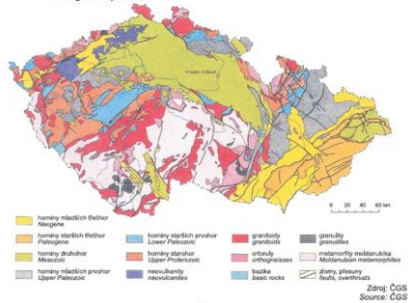 horniny mladších třetihor
Neogene
horniny starších třetihor
Paleogene
horniny druhohor
Mesozoic
horniny mladších prvohor
Upper Paleozoic
horniny starších prvohor
Lower Paleozoic
horniny starohor
Upper Proterozoic
neovulkanity
neovolcanites
granitoidy
grandoids
ortoruly
orthogneisses
bazika
basic rocks
granulity
granulites
metamorfity moldanubika
Moldanubian metamorphites
zlomy, přesuny
faults, overthrusts
0 20 40 60 km
Zdroj: ČGS
Source: ČGS